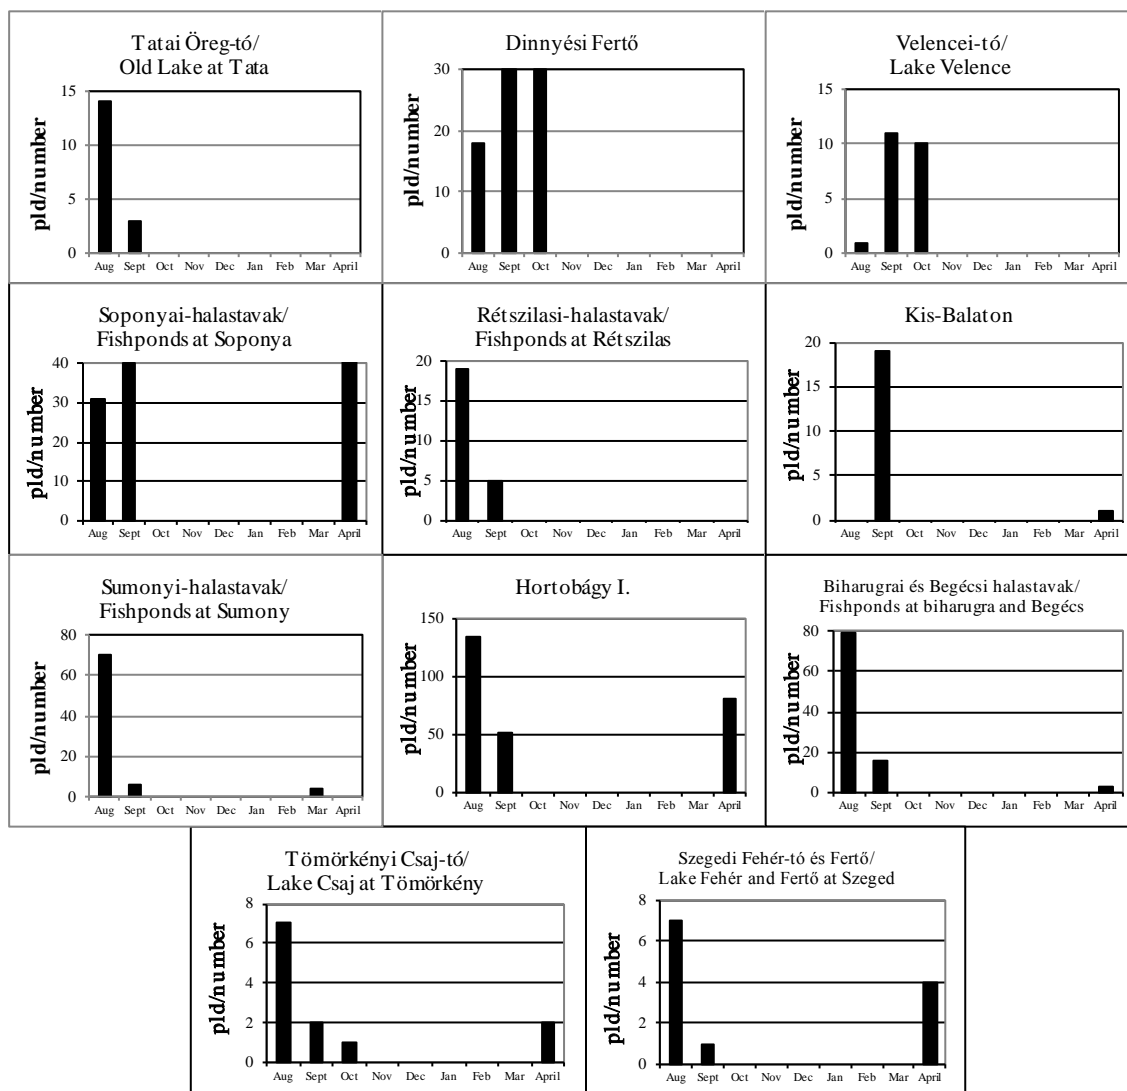 Tatai Öreg-tó/
Old Lake at Tata
pld/number
15
10
5
0
Aug Sept Oct Nov Dec Jan Feb Mar April
Dinnyési Fertő
pld/number
30
20
10
0
Aug Sept Oct Nov Dec Jan Feb Mar April
Velencei-tó/
Lake Velence
pld/number
15
10
5
0
Aug Sept Oct Nov Dec Jan Feb Mar April
Soponyai-halastavak/
Fishponds at Soponya
pld/number
40
30
20
10
0
Aug Sept Oct Nov Dec Jan Feb Mar April
Rétszilasi-halastavak/
Fishponds at Rétszilas
pld/number
20
15
10
5
0
Aug Sept Oct Nov Dec Jan Feb Mar April
Kis-Balaton
pld/number
20
15
10
5
0
Aug Sept Oct Nov Dec Jan Feb Mar April
Sumonyi-halastavak/
Fishponds at Sumony
pld/number
80
60
40
20
0
Aug Sept Oct Nov Dec Jan Feb Mar April
Hortobágy I.
pld/number
150
100
50
0
Aug Sept Oct Nov Dec Jan Feb Mar April
Biharugrai és Begécsi halastavak/
Fishponds at biharugra and Begécs
pld/number
80
60
40
20
0
Aug Sept Oct Nov Dec Jan Feb Mar April
Tömörkényi Csaj-tó/
Lake Csaj at Tömörkény
pld/number
8
6
4
2
0
Aug Sept Oct Nov Dec Jan Feb Mar April
Szegedi Fehér-tó és Fertő/
Lake Fehér and Fertő at Szeged
pld/number
8
6
4
2
0
Aug Sept Oct Nov Dec Jan Feb Mar April